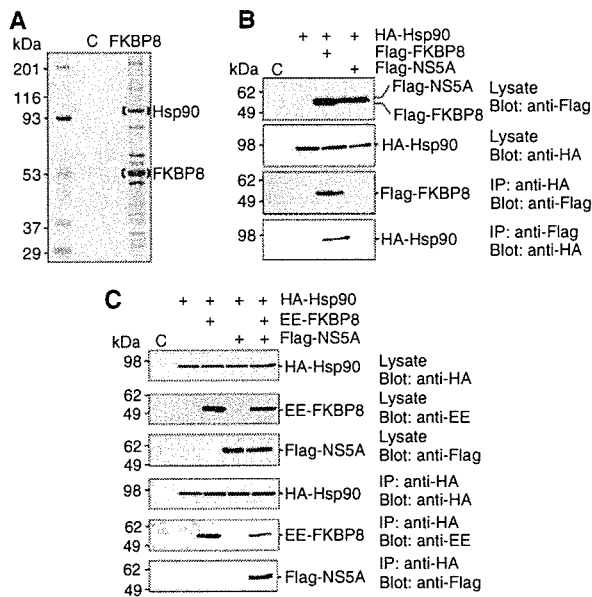 A
C FKBP8
kDa
201
116
93
53
37
29
Hsp90
FKBP8
B
+ + + HA-Hsp90
+ Flag-FKBP8
kDa C + Flag-NS5A
62
49
Flag-NS5A
Flag-FKBP8
Lysate
Blot: anti-Flag
98
HA-Hsp90
Lysate
Blot: anti-HA
62
49
Flag-FKBP8
IP: anti-HA
Blot: anti-Flag
98
HA-Hsp90
IP: anti-Flag
Blot: anti-HA
C
+ + + + HA-Hsp90
+ + EE-FKBP8
kDa C + + Flag-NS5A
98
HA-Hsp90
Lysate
Blot: anti-HA
62
49
EE-FKBP8
Lysate
Blot: anti-EE
62
49
Flag-NS5A
Lysate
Blot: anti-Flag
98
HA-Hsp90
IP: anti-HA
Blot: anti-HA
62
49
EE-FKBP8
IP: anti-HA
Blot: anti-EE
62
49
Flag-NS5A
IP: anti-HA
Blot: anti-Flag